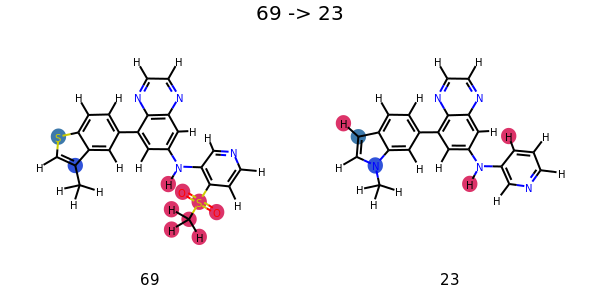 69 -> 23
H H H H
N N N N
H H H H H H H H
S H H H
N H
H N H H N H
H H S O O H N H
H H H H H H
H H H
69 23